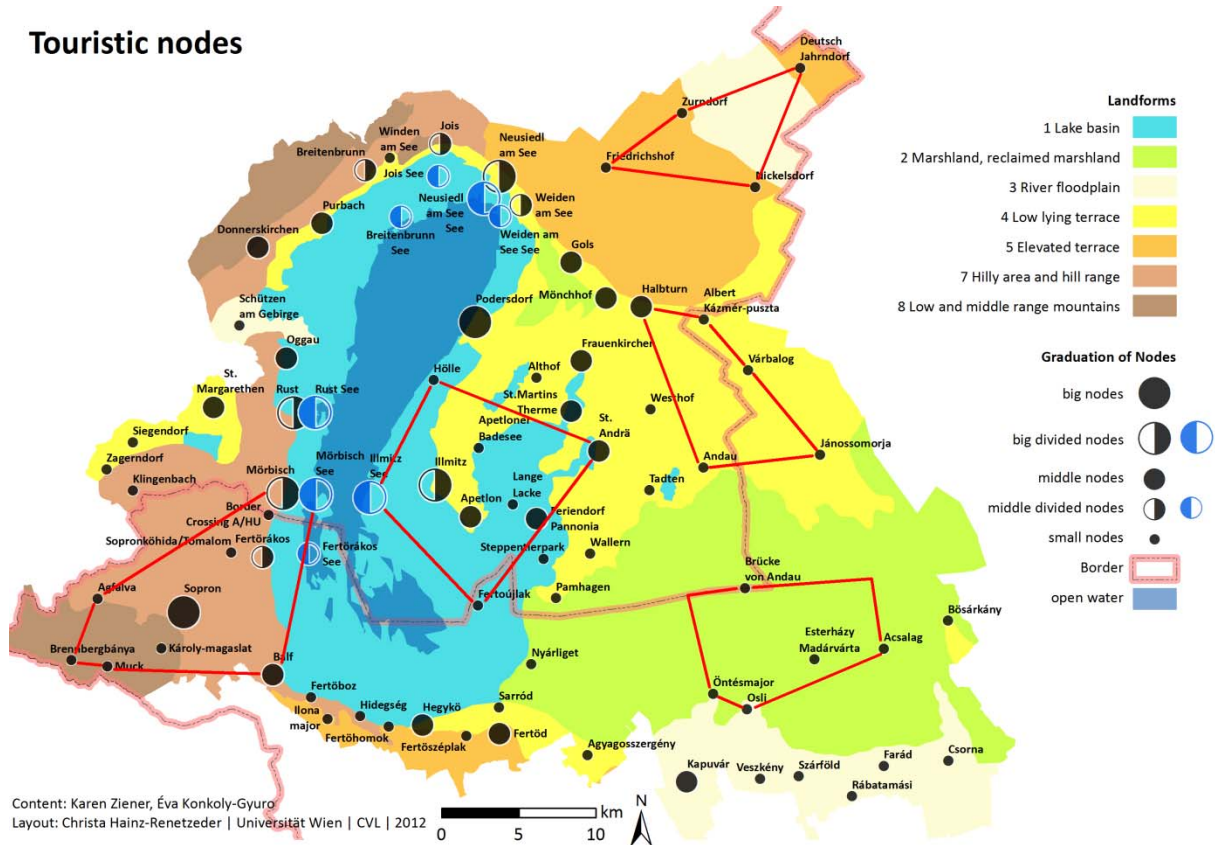 Touristic nodes
Deutsch
Jahrndorf
Zurndorf
Friedrichshof
Nickelsdorf
Jois
Winden
am See
Neusiedl
am See
Breitenbrunn
Jois See
Neusiedl
am See
See
Weiden
am See
Purbach
Breitenbrunn
See
Weiden am
See See
Donnerskirchen
Gols
Schützen
am Gebirge
Mönchhof
Halbturn
Albert
Kázmér-puszta
Podersdorf
Oggau
Frauenkirchen
Várbalog
Hölle
Althof
St.
Margarethen
Rust
Rust See
St.Martins
Therme
Westhof
Apetloner
Badesee
St.
Andrä
Siegendorf
Jánossomorja
Zagerndorf
Klingenbach
Mörbisch
Mörbisch
See
Illmitz
See
Illmitz
Andau
Lange
Lacke
Tadten
Apetlon
Feriendorf
Pannonia
Border
Crossing A/HU
Sopronköhida/Tomalom
Fertörákos
Fertörákos
See
Steppentierpark
Wallern
Brücke
von Andau
Agfalva
Sopron
Fertoújlak
Pamhagen
Bösárkány
Brennbergbánya
Muck
Károly-magaslat
Balf
Nyárliget
Esterházy
Madárvárta
Acsalag
Fertöboz
Ilona
major
Hidegség
Fertöhomok
Hegykö
Sarród
Fertöszéplak
Fertöd
Öntésmajor
Osli
Agyagosszergény
Kapuvár
Veszkény
Szárföld
Rábatamási
Farád
Csorna
Landforms
1 Lake basin
2 Marshland, reclaimed marshland
3 River floodplain
4 Low lying terrace
5 Elevated terrace
7 Hilly area and hill range
8 Low and middle range mountains
Graduation of Nodes
big nodes
big divided nodes
middle nodes
middle divided nodes
small nodes
Border
open water
Content: Karen Ziener, Éva Konkoly-Gyuro
Layout: Christa Hainz-Renetzeder | Universität Wien | CVL | 2012
km
0 5 10
N